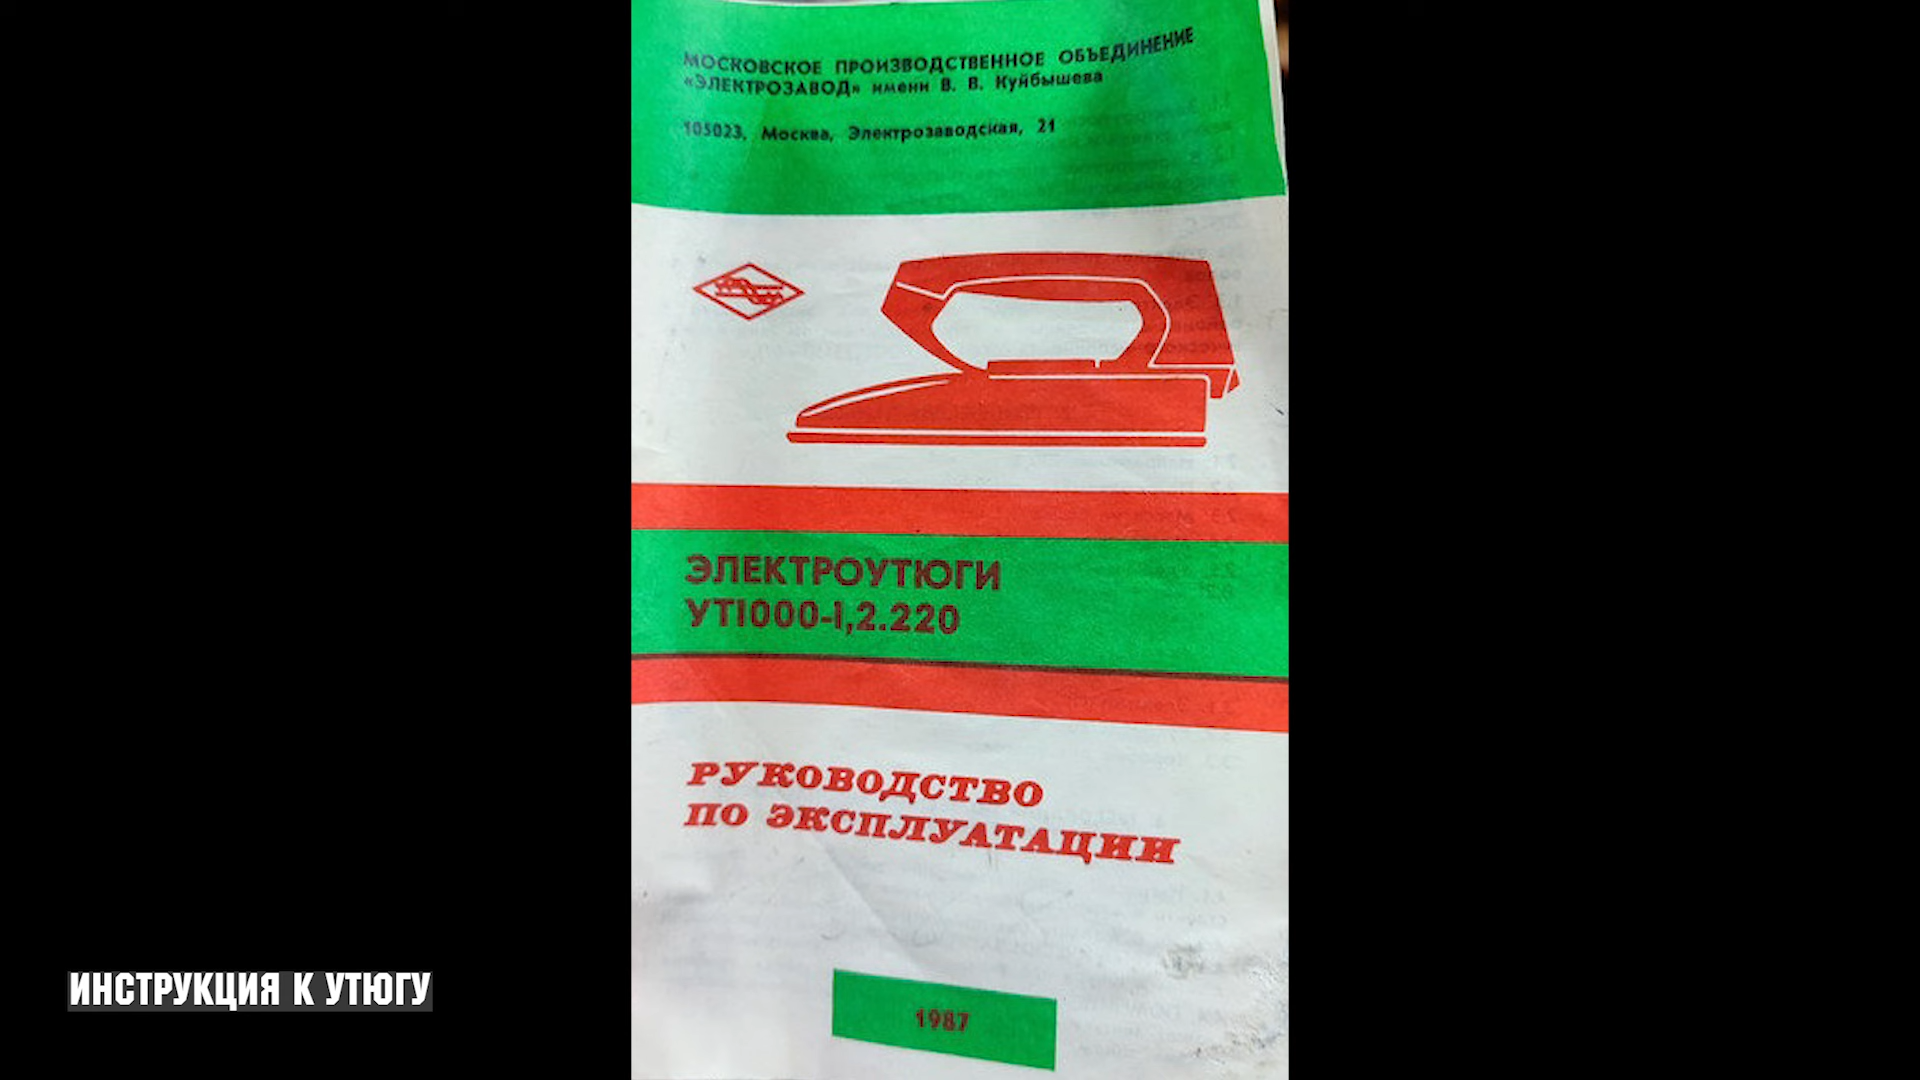 МОСКОВСКОЕ ПРОИЗВОДСТВЕННОЕ ОБЪЕДИНЕНИЕ
«ЭЛЕКТРОЗАВОД» имени В. В. Куйбышева
105023, Москва, Электрозаводская, 21
ЭЛЕКТРОУТЮГИ
УТ1000-1,2.220
РУКОВОДСТВО
ПО ЭКСПЛУАТАЦИИ
1987
ИНСТРУКЦИЯ К УТЮГУ